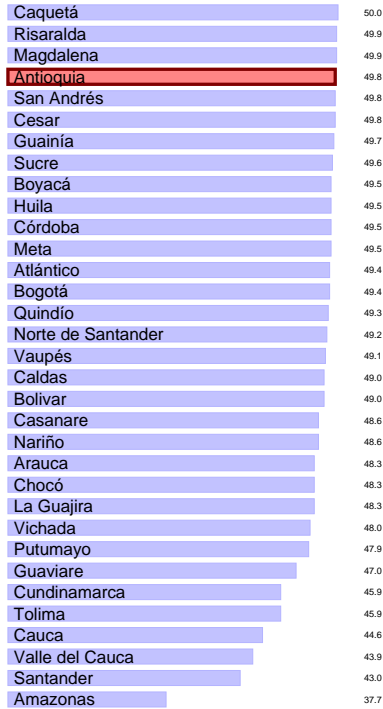 Caquetá 50.0
Risaralda 49.9
Magdalena 49.9
Antioquia 49.8
San Andrés 49.8
Cesar 49.8
Guainía 49.7
Sucre 49.6
Boyacá 49.5
Huila 49.5
Córdoba 49.5
Meta 49.5
Atlántico 49.4
Bogotá 49.4
Quindío 49.3
Norte de Santander 49.2
Vaupés 49.1
Caldas 49.0
Bolivar 49.0
Casanare 48.6
Nariño 48.6
Arauca 48.3
Chocó 48.3
La Guajira 48.3
Vichada 48.0
Putumayo 47.9
Guaviare 47.0
Cundinamarca 45.9
Tolima 45.9
Cauca 44.6
Valle del Cauca 43.9
Santander 43.0
Amazonas 37.7